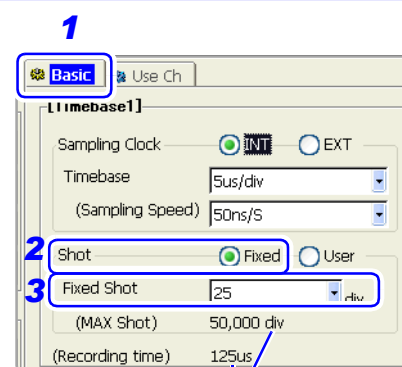 1
Basic Use Ch
[Timebase1]
Sampling Clock INT EXT
Timebase 5us/div
(Sampling Speed) 50ns/S
2 Shot Fixed User
3 Fixed Shot 25 div
(MAX Shot) 50,000 div
(Recording time) 125us